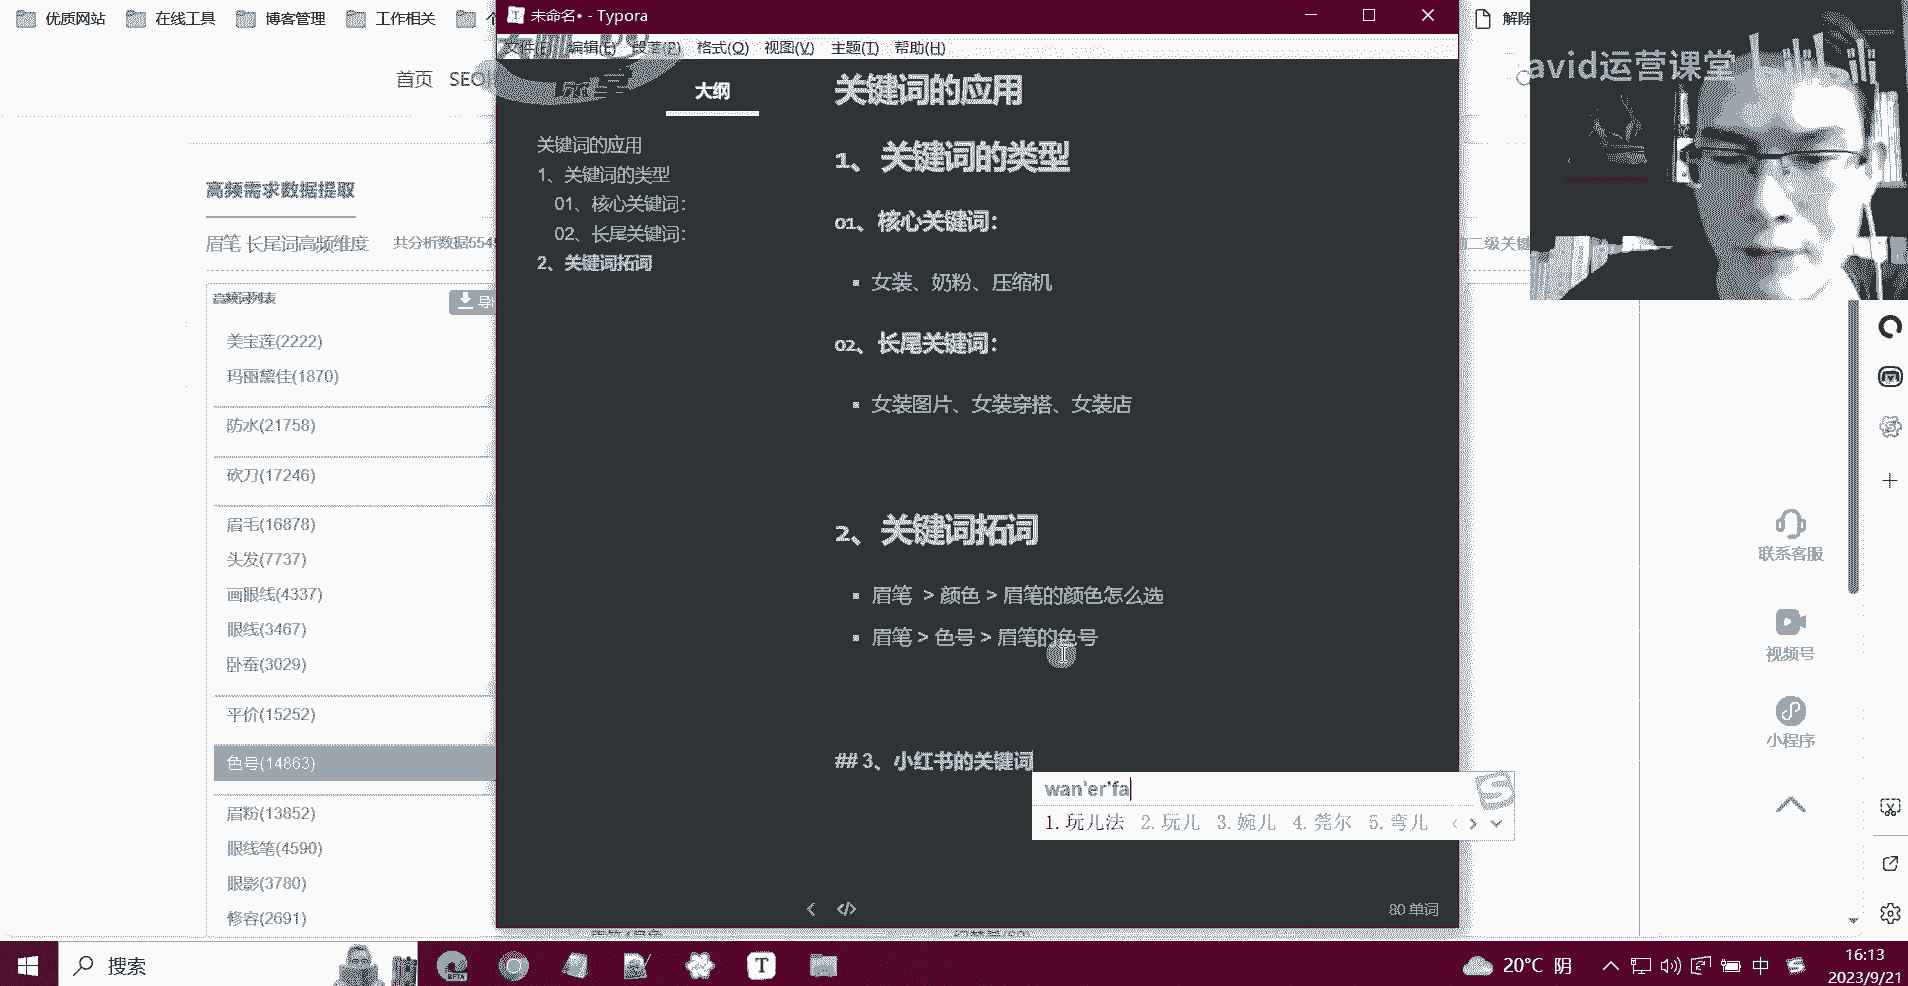 优质网站 在线工具 博客管理 工作相关
未命名• - Typora
解除
文件(F) 编辑(E) 段落(P) 格式(O) 视图(V) 主题(T) 帮助(H)
avid运营课堂
首页 SEO
大纲
关键词的应用
1、关键词的类型
01、核心关键词：
02、长尾关键词：
2、关键词拓词
关键词的应用
1、 关键词的类型
01、 核心关键词：
女装、奶粉、压缩机
02、 长尾关键词：
女装图片、女装穿搭、女装店
2、 关键词拓词
眉笔 > 颜色 > 眉笔的颜色怎么选
眉笔 > 色号 > 眉笔的色号
## 3、小红书的关键词
wan'er'fa
1.玩儿法 2.玩儿 3.婉儿 4.莞尔 5.弯儿
80 单词
高频需求数据提取
眉笔 长尾词高频维度 共分析数据554
二级关键
高频词列表
美宝莲(2222)
玛丽黛佳(1870)
防水(21758)
砍刀(17246)
眉毛(16878)
头发(7737)
画眼线(4337)
眼线(3467)
卧蚕(3029)
平价(15252)
色号(14863)
眉粉(13852)
眼线笔(4590)
眼影(3780)
修容(2691)
联系客服
视频号
小程序
搜索
BETA
20°C 阴
中
16:13
2023/9/21